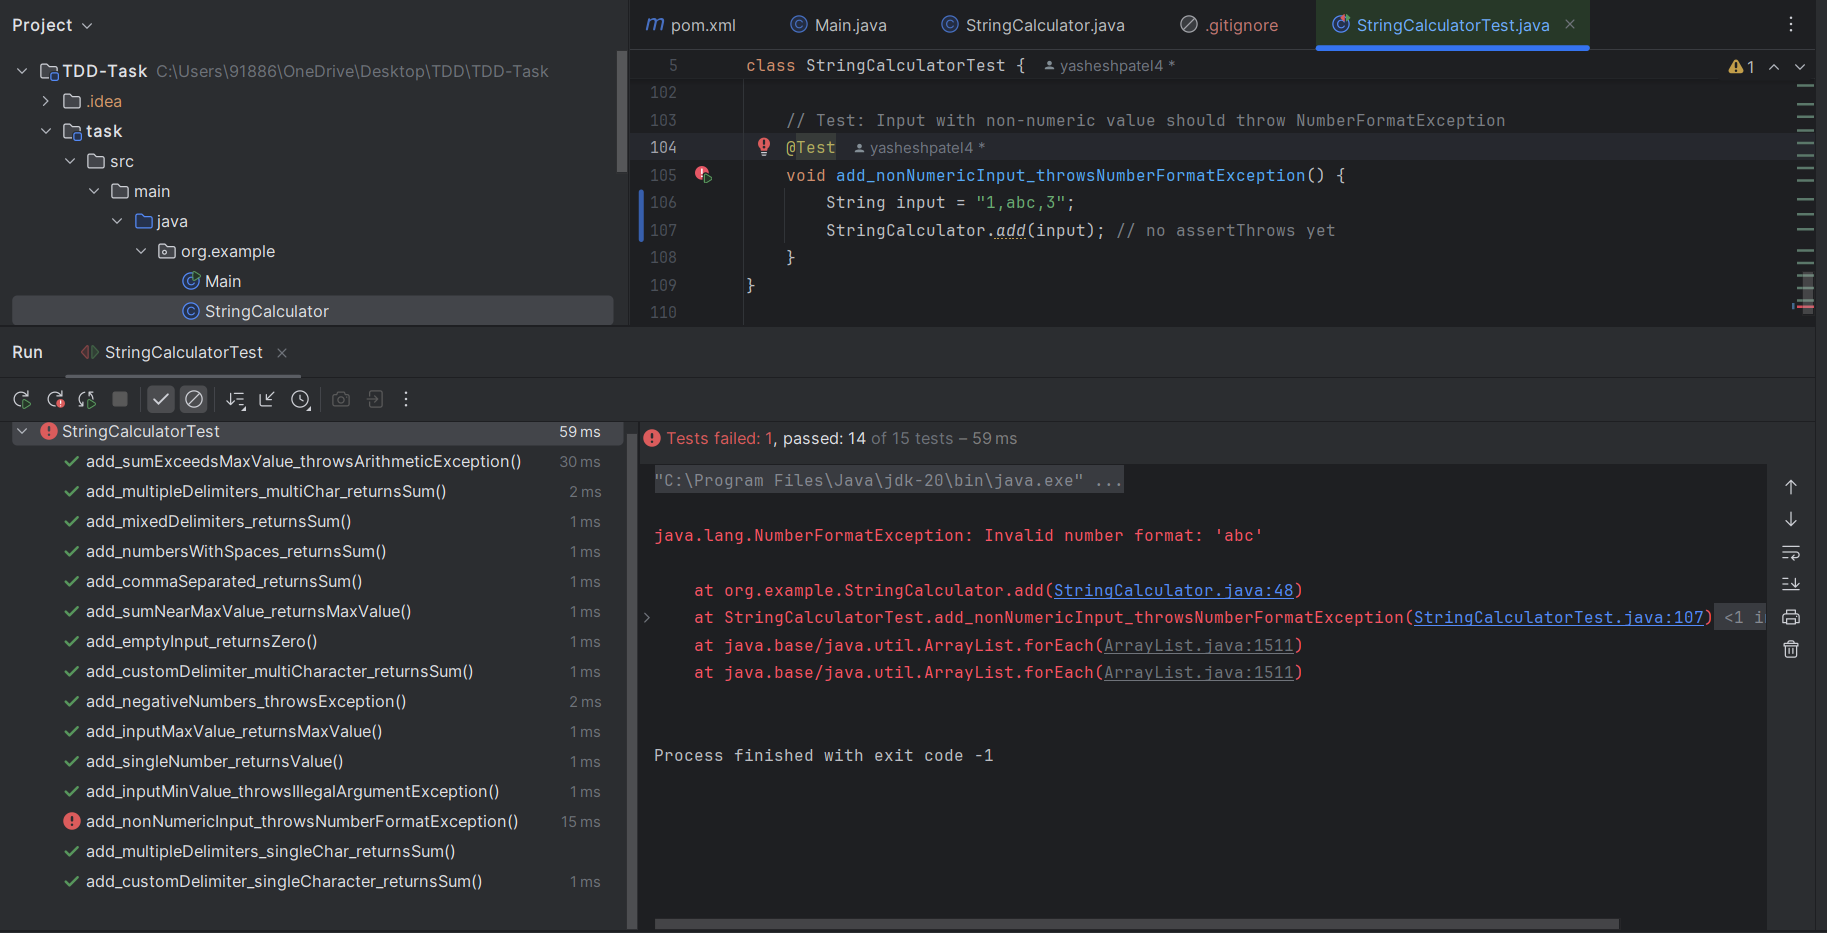 Project
TDD-Task C:\Users\91886\OneDrive\Desktop\TDD\TDD-Task
.idea
task
src
main
java
org.example
Main
StringCalculator
m pom.xml
Main.java
StringCalculator.java
.gitignore
StringCalculatorTest.java
5 class StringCalculatorTest { yasheshpatel4 *
1
102
103 // Test: Input with non-numeric value should throw NumberFormatException
104 @Test yasheshpatel4 *
105 void add_nonNumericInput_throwsNumberFormatException() {
106 String input = "1,abc,3";
107 StringCalculator.add(input); // no assertThrows yet
108 }
109 }
110
Run StringCalculatorTest
StringCalculatorTest 59 ms
add_sumExceedsMaxValue_throwsArithmeticException() 30 ms
add_multipleDelimiters_multiChar_returnsSum() 2 ms
add_mixedDelimiters_returnsSum() 1 ms
add_numbersWithSpaces_returnsSum() 1 ms
add_commaSeparated_returnsSum() 1 ms
add_sumNearMaxValue_returnsMaxValue() 1 ms
add_emptyInput_returnsZero() 1 ms
add_customDelimiter_multiCharacter_returnsSum() 1 ms
add_negativeNumbers_throwsException() 2 ms
add_inputMaxValue_returnsMaxValue() 1 ms
add_singleNumber_returnsValue() 1 ms
add_inputMinValue_throwsIllegalArgumentException() 1 ms
add_nonNumericInput_throwsNumberFormatException() 15 ms
add_multipleDelimiters_singleChar_returnsSum()
add_customDelimiter_singleCharacter_returnsSum() 1 ms
Tests failed: 1, passed: 14 of 15 tests – 59 ms
"C:\Program Files\Java\jdk-20\bin\java.exe" ...
java.lang.NumberFormatException: Invalid number format: 'abc'
at org.example.StringCalculator.add(StringCalculator.java:48)
at StringCalculatorTest.add_nonNumericInput_throwsNumberFormatException(StringCalculatorTest.java:107) <1 i
at java.base/java.util.ArrayList.forEach(ArrayList.java:1511)
at java.base/java.util.ArrayList.forEach(ArrayList.java:1511)
Process finished with exit code -1